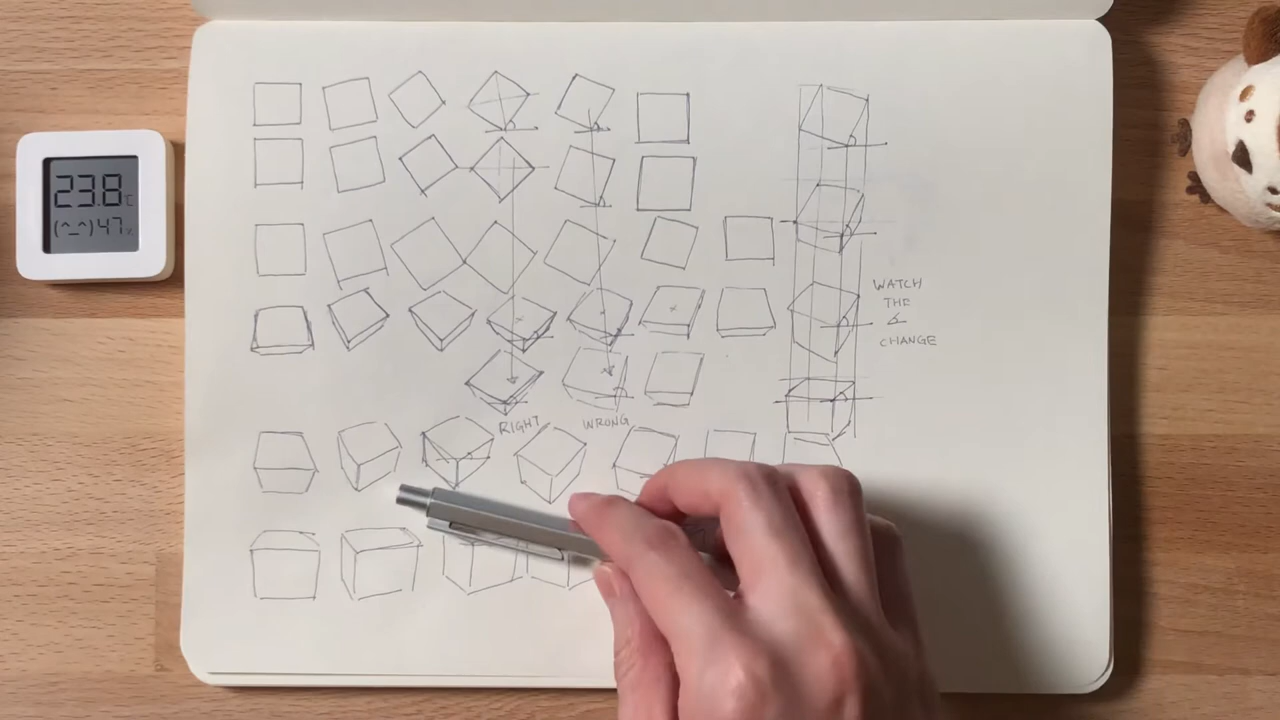 23.8°C
(^_^)47%
WATCH
THE
∠
CHANGE
RIGHT
WRONG